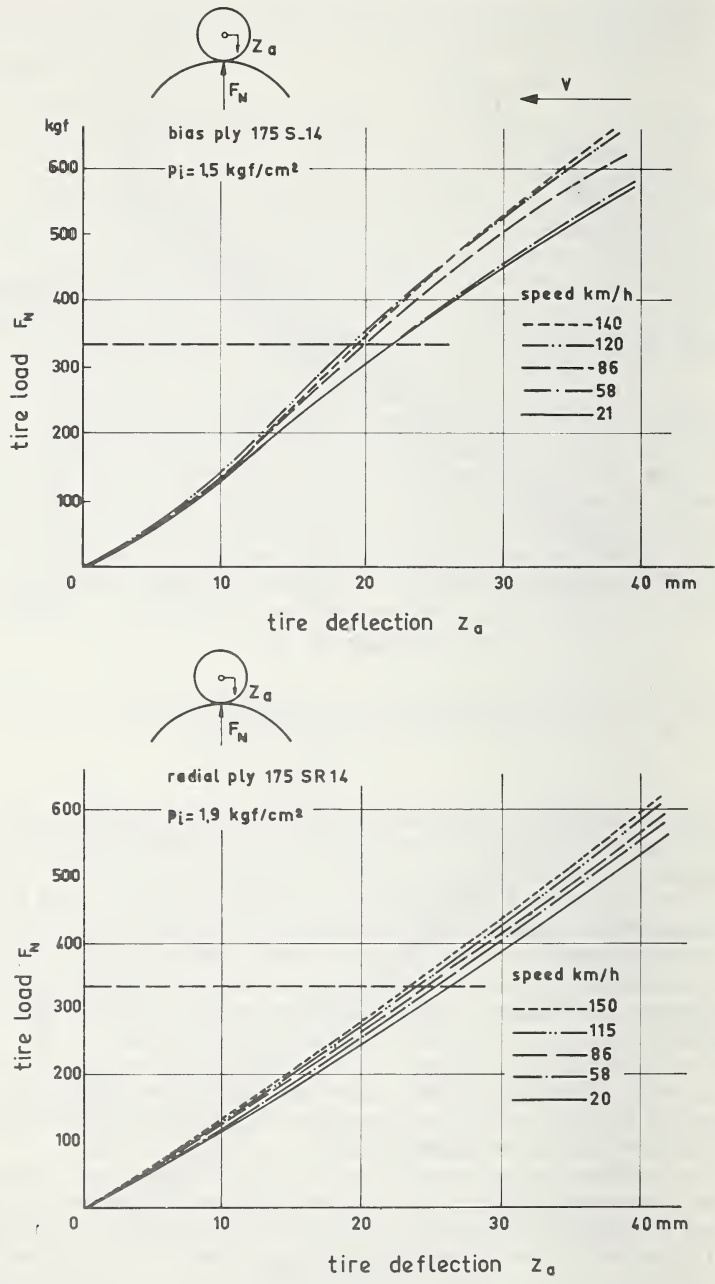 Z a
F N
V
kgf
bias ply 175 S-14
pi = 1,5 kgf/cm²
600
500
400
300
200
100
0
10
20
30
40 mm
tire load F N
speed km/h
140
120
86
58
21
tire deflection Z a
Z a
F N
radial ply 175 SR 14
pi = 1,9 kgf/cm²
600
500
400
300
200
100
0
10
20
30
40 mm
tire load F N
speed km/h
150
115
86
58
20
tire deflection Z a